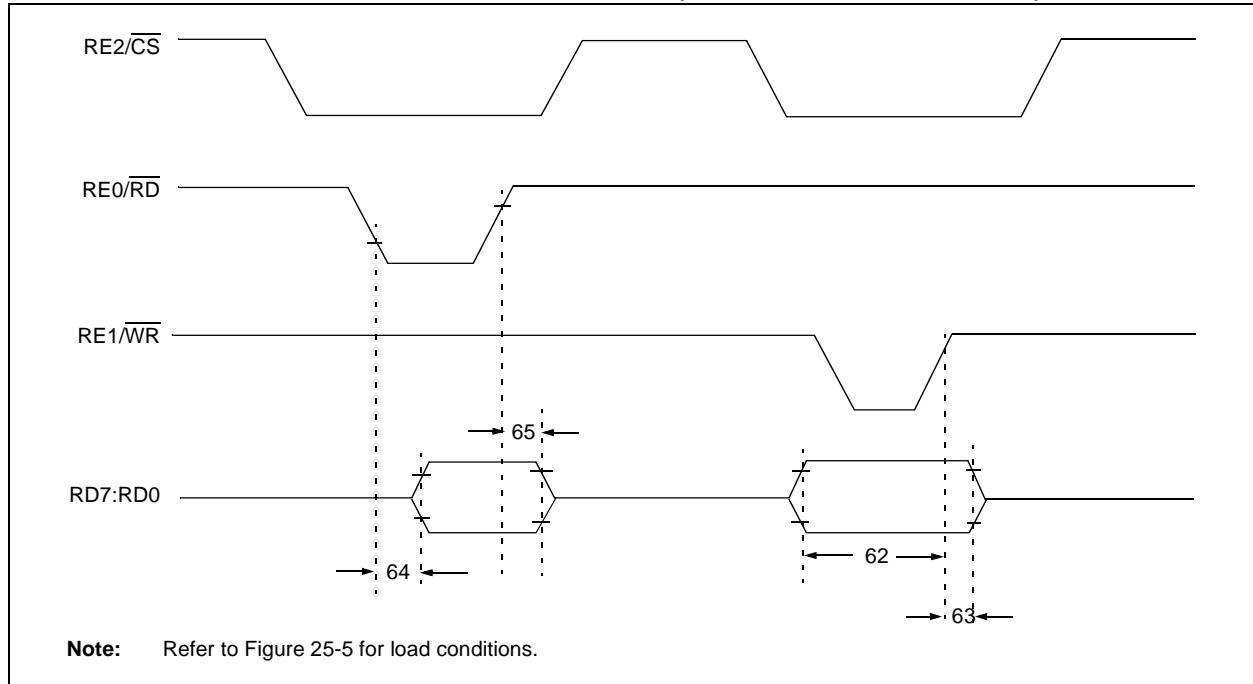 RE2/CS
RE0/RD
RE1/WR
65
RD7:RD0
62
64
63
Note: Refer to Figure 25-5 for load conditions.